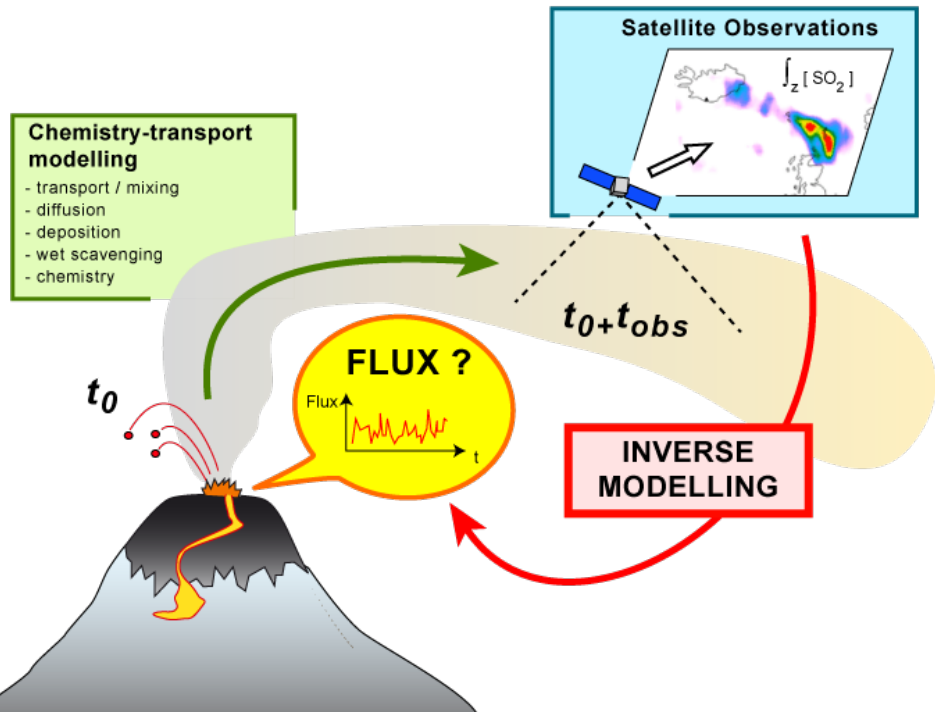 Satellite Observations
∫z [ SO2 ]
Chemistry-transport
modelling
- transport / mixing
- diffusion
- deposition
- wet scavenging
- chemistry
t0+tobs
FLUX ?
t0
Flux
t
INVERSE
MODELLING